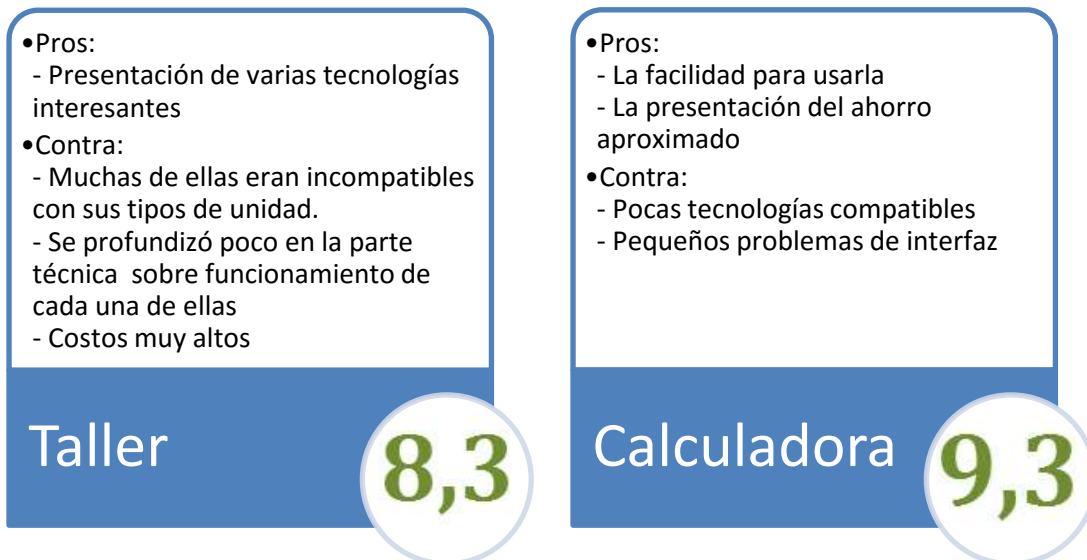 •Pros:
- Presentación de varias tecnologías
interesantes
•Contra:
- Muchas de ellas eran incompatibles
con sus tipos de unidad.
- Se profundizó poco en la parte
técnica  sobre funcionamiento de
cada una de ellas
- Costos muy altos
Taller
8,3
•Pros:
- La facilidad para usarla
- La presentación del ahorro
aproximado
•Contra:
- Pocas tecnologías compatibles
- Pequeños problemas de interfaz
Calculadora
9,3